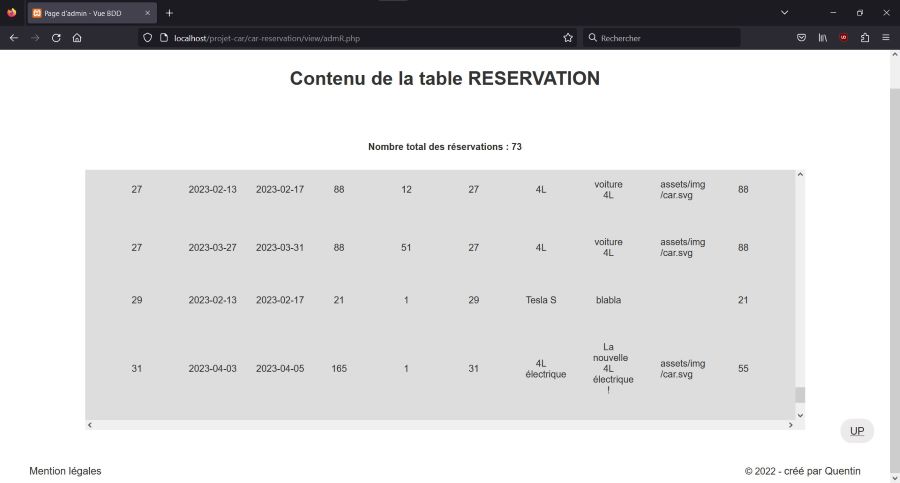 Page d'admin - Vue BDD
localhost/projet-car/car-reservation/view/admR.php
Rechercher
Contenu de la table RESERVATION
Nombre total des réservations : 73
27 2023-02-13 2023-02-17 88 12 27 4L voiture 4L assets/img/car.svg 88
27 2023-03-27 2023-03-31 88 51 27 4L voiture 4L assets/img/car.svg 88
29 2023-02-13 2023-02-17 21 1 29 Tesla S blabla 21
31 2023-04-03 2023-04-05 165 1 31 4L électrique La nouvelle 4L électrique ! assets/img/car.svg 55
UP
Mention légales
© 2022 - créé par Quentin